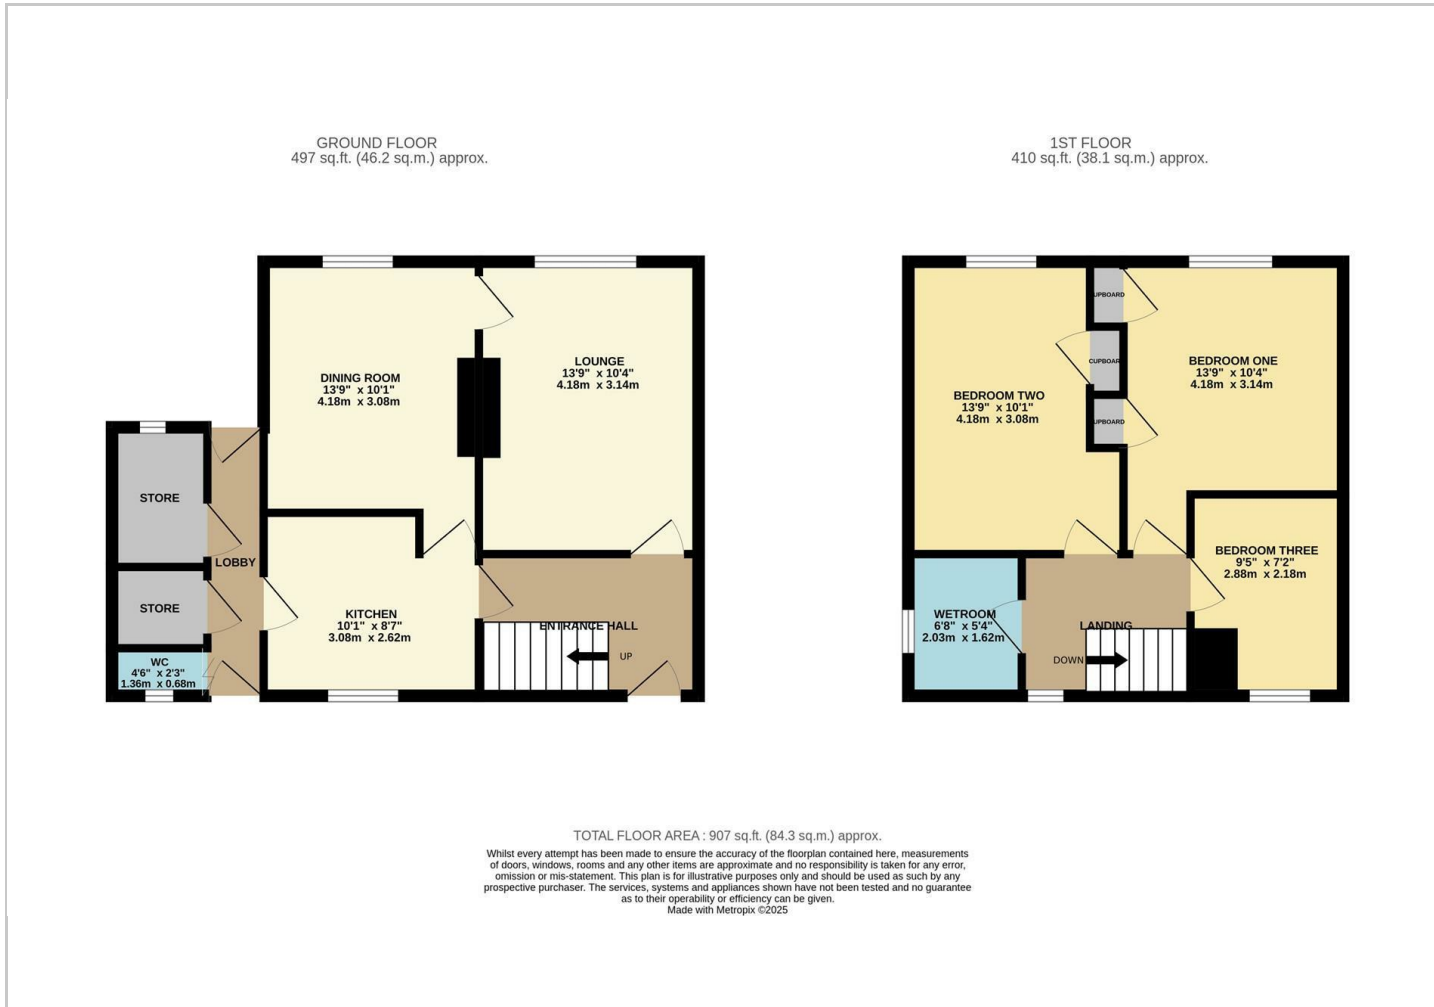 GROUND FLOOR
497 sq.ft. (46.2 sq.m.) approx.
1ST FLOOR
410 sq.ft. (38.1 sq.m.) approx.
DINING ROOM
13'9" x 10'1"
4.18m x 3.08m
LOUNGE
13'9" x 10'4"
4.18m x 3.14m
STORE
LOBBY
STORE
WC
4'6" x 2'3"
1.36m x 0.68m
KITCHEN
10'1" x 8'7"
3.08m x 2.62m
ENTRANCE HALL
UP
UPBOARD
CUPBOAR
UPBOARD
BEDROOM ONE
13'9" x 10'4"
4.18m x 3.14m
BEDROOM TWO
13'9" x 10'1"
4.18m x 3.08m
BEDROOM THREE
9'5" x 7'2"
2.88m x 2.18m
WETROOM
6'8" x 5'4"
2.03m x 1.62m
LANDING
DOWN
TOTAL FLOOR AREA : 907 sq.ft. (84.3 sq.m.) approx.
Whilst every attempt has been made to ensure the accuracy of the floorplan contained here, measurements
of doors, windows, rooms and any other items are approximate and no responsibility is taken for any error,
omission or mis-statement. This plan is for illustrative purposes only and should be used as such by any
prospective purchaser. The services, systems and appliances shown have not been tested and no guarantee
as to their operability or efficiency can be given.
Made with Metropix ©2025